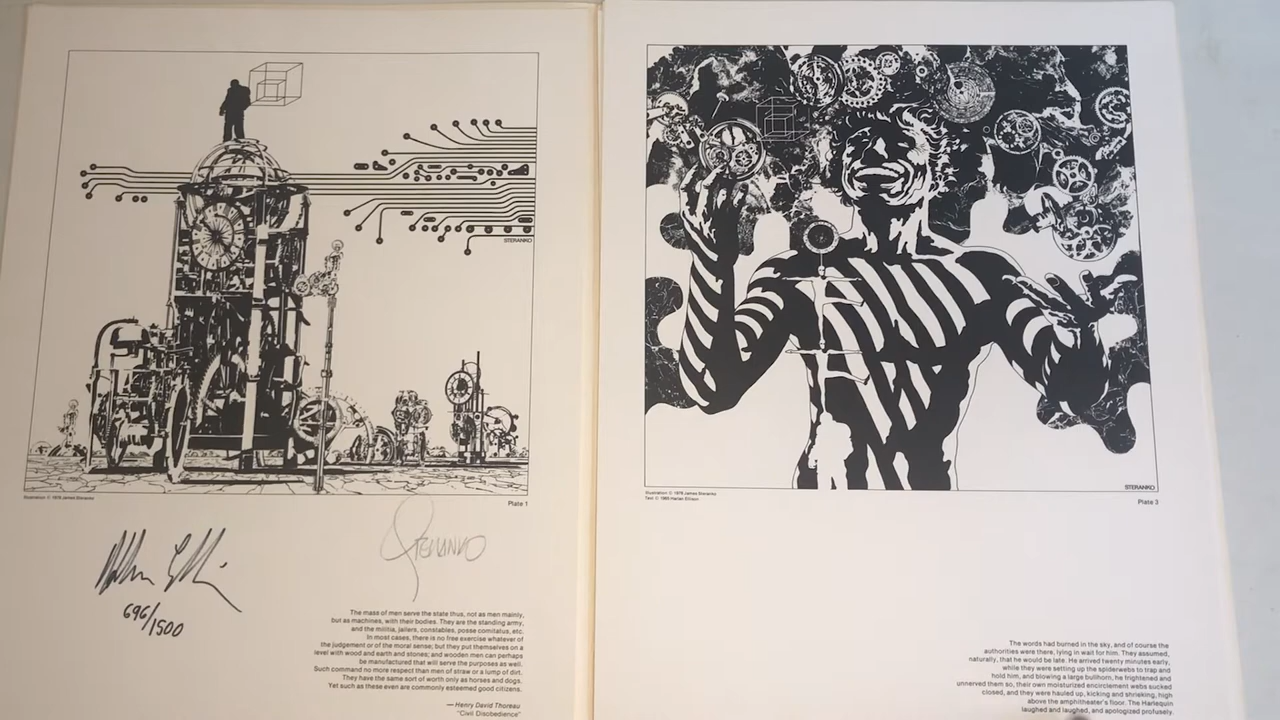 STERANKO
Illustration © 1978 James Steranko
Plate 1
Harlan Ellison
696/1500
STERANKO
The mass of men serve the state thus, not as men mainly,
but as machines, with their bodies. They are the standing army,
and the militia, jailers, constables, posse comitatus, etc.
In most cases, there is no free exercise whatever of
the judgement or of the moral sense; but they put themselves on a
level with wood and earth and stones; and wooden men can perhaps
be manufactured that will serve the purposes as well.
Such command no more respect than men of straw or a lump of dirt.
They have the same sort of worth only as horses and dogs.
Yet such as these even are commonly esteemed good citizens.
— Henry David Thoreau
"Civil Disobedience"
STERANKO
Illustration © 1978 James Steranko
Text © 1965 Harlan Ellison
Plate 3
The words had burned in the sky, and of course the
authorities were there, lying in wait for him. They assumed,
naturally, that he would be late. He arrived twenty minutes early,
while they were setting up the spiderwebs to trap and
hold him, and blowing a large bullhorn, he frightened and
unnerved them so, their own moisturized encirclement webs sucked
closed, and they were hauled up, kicking and shrieking, high
above the amphitheater's floor. The Harlequin
laughed and laughed, and apologized profusely.